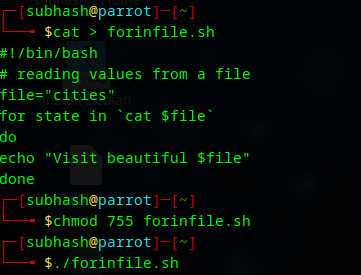 ┌─[subhash@parrot]─[~]
└──╼ $cat > forinfile.sh
#!/bin/bash
# reading values from a file
file="cities"
for state in `cat $file`
do
echo "Visit beautiful $file"
done
┌─[subhash@parrot]─[~]
└──╼ $chmod 755 forinfile.sh
┌─[subhash@parrot]─[~]
└──╼ $./forinfile.sh